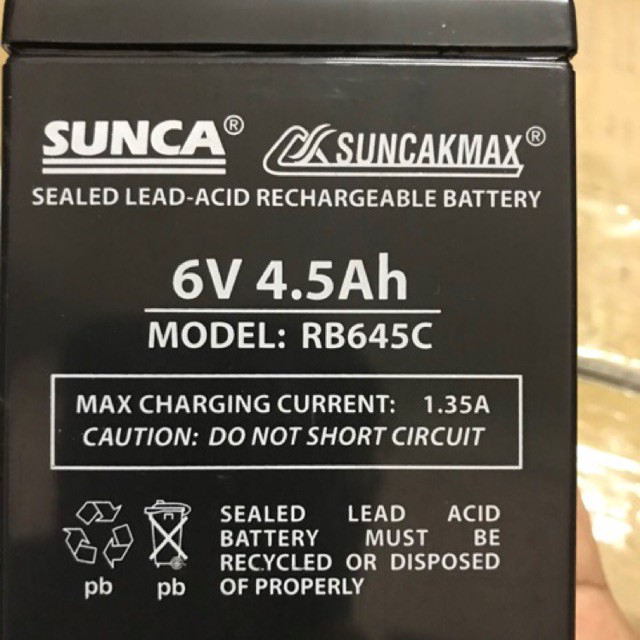 SUNCA® SUNCAKMAX®
SEALED LEAD-ACID RECHARGEABLE BATTERY
6V 4.5Ah
MODEL: RB645C
MAX CHARGING CURRENT: 1.35A
CAUTION: DO NOT SHORT CIRCUIT
SEALED LEAD ACID
BATTERY MUST BE
RECYCLED OR DISPOSED
OF PROPERLY
pb pb